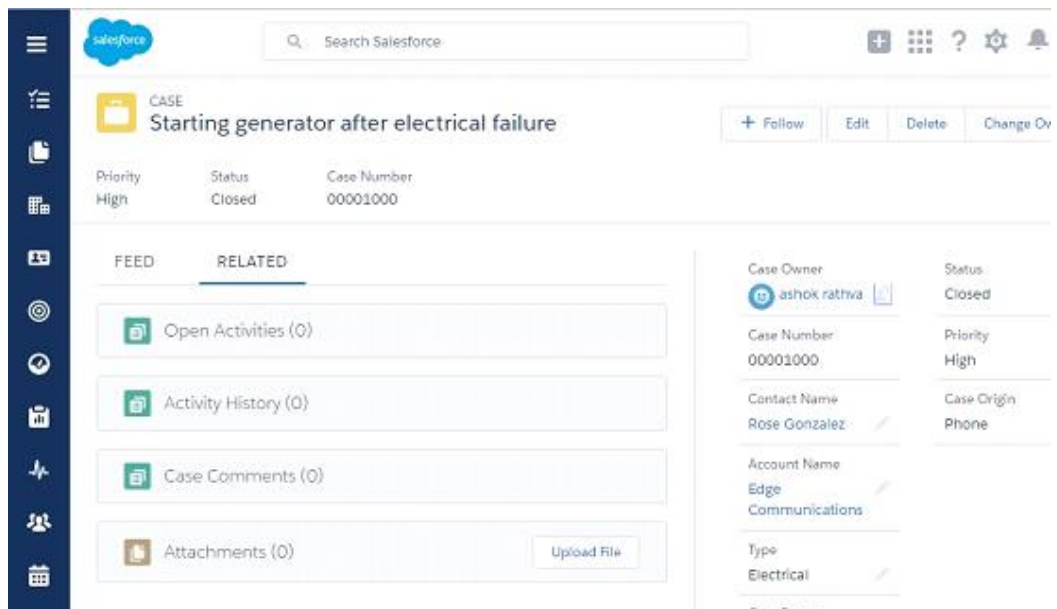 salesforce
Search Salesforce
CASE
Starting generator after electrical failure
+ Follow
Edit
Delete
Change Ow
Priority
Status
Case Number
High
Closed
00001000
FEED
RELATED
Open Activities (0)
Activity History (0)
Case Comments (0)
Attachments (0)
Upload File
Case Owner
ashok rathva
Status
Closed
Case Number
00001000
Priority
High
Contact Name
Rose Gonzalez
Case Origin
Phone
Account Name
Edge
Communications
Type
Electrical